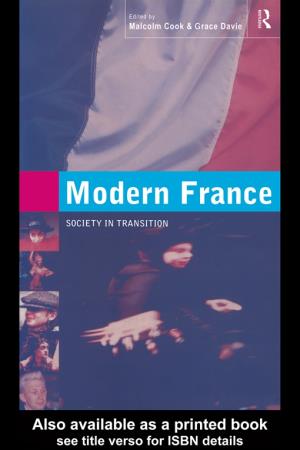 Edited by
Malcolm Cook & Grace Davie
R
Modern France
SOCIETY IN TRANSITION
Also available as a printed book
see title verso for ISBN details